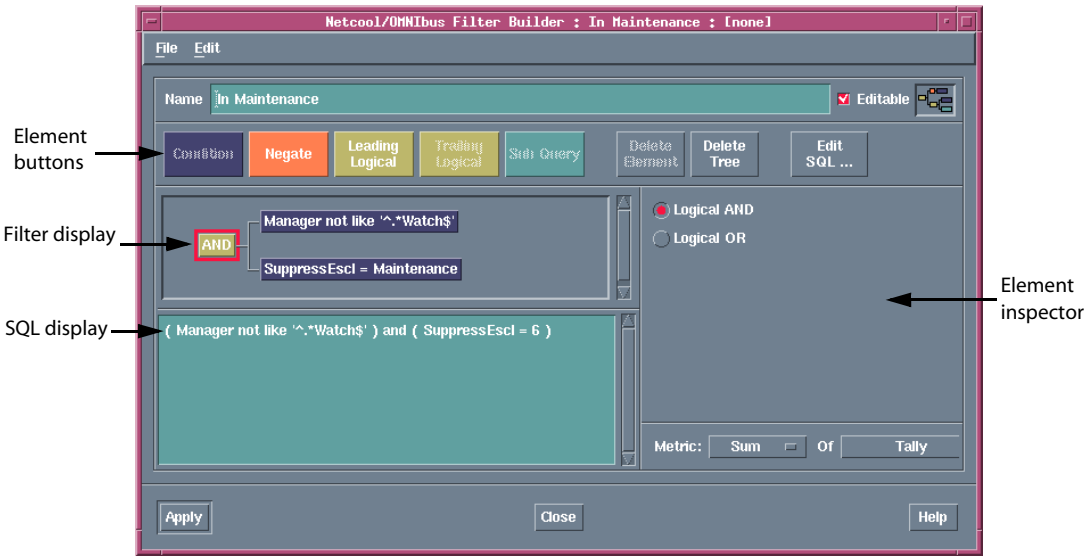 Netcool/OMNIbus Filter Builder : In Maintenance : [none]
File Edit
Name In Maintenance
Editable
Element
buttons
Condition
Negate
Leading
Logical
Trailing
Logical
Sub Query
Delete
Element
Delete
Tree
Edit
SQL ...
Filter display
AND
Manager not like '^.*Watch$'
SuppressEscl = Maintenance
Logical AND
Logical OR
Element
inspector
SQL display
( Manager not like '^.*Watch$' ) and ( SuppressEscl = 6 )
Metric: Sum Of Tally
Apply
Close
Help